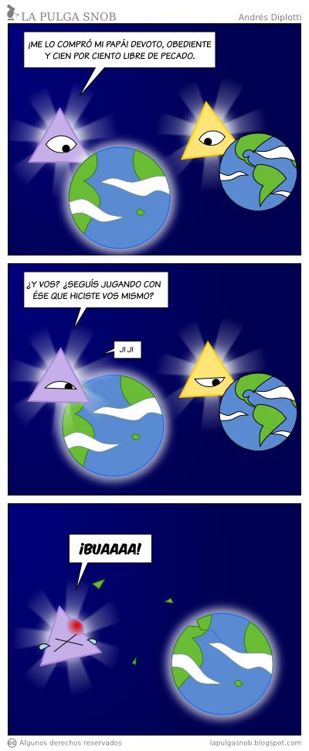 LA PULGA SNOB
Andrés Diplotti
¡ME LO COMPRÓ MI PAPÁ! DEVOTO, OBEDIENTE
Y CIEN POR CIENTO LIBRE DE PECADO.
¿Y VOS? ¿SEGUÍS JUGANDO CON
ÉSE QUE HICISTE VOS MISMO?
JI JI
¡BUAAAA!
cc Algunos derechos reservados
lapulgasnob.blogspot.com